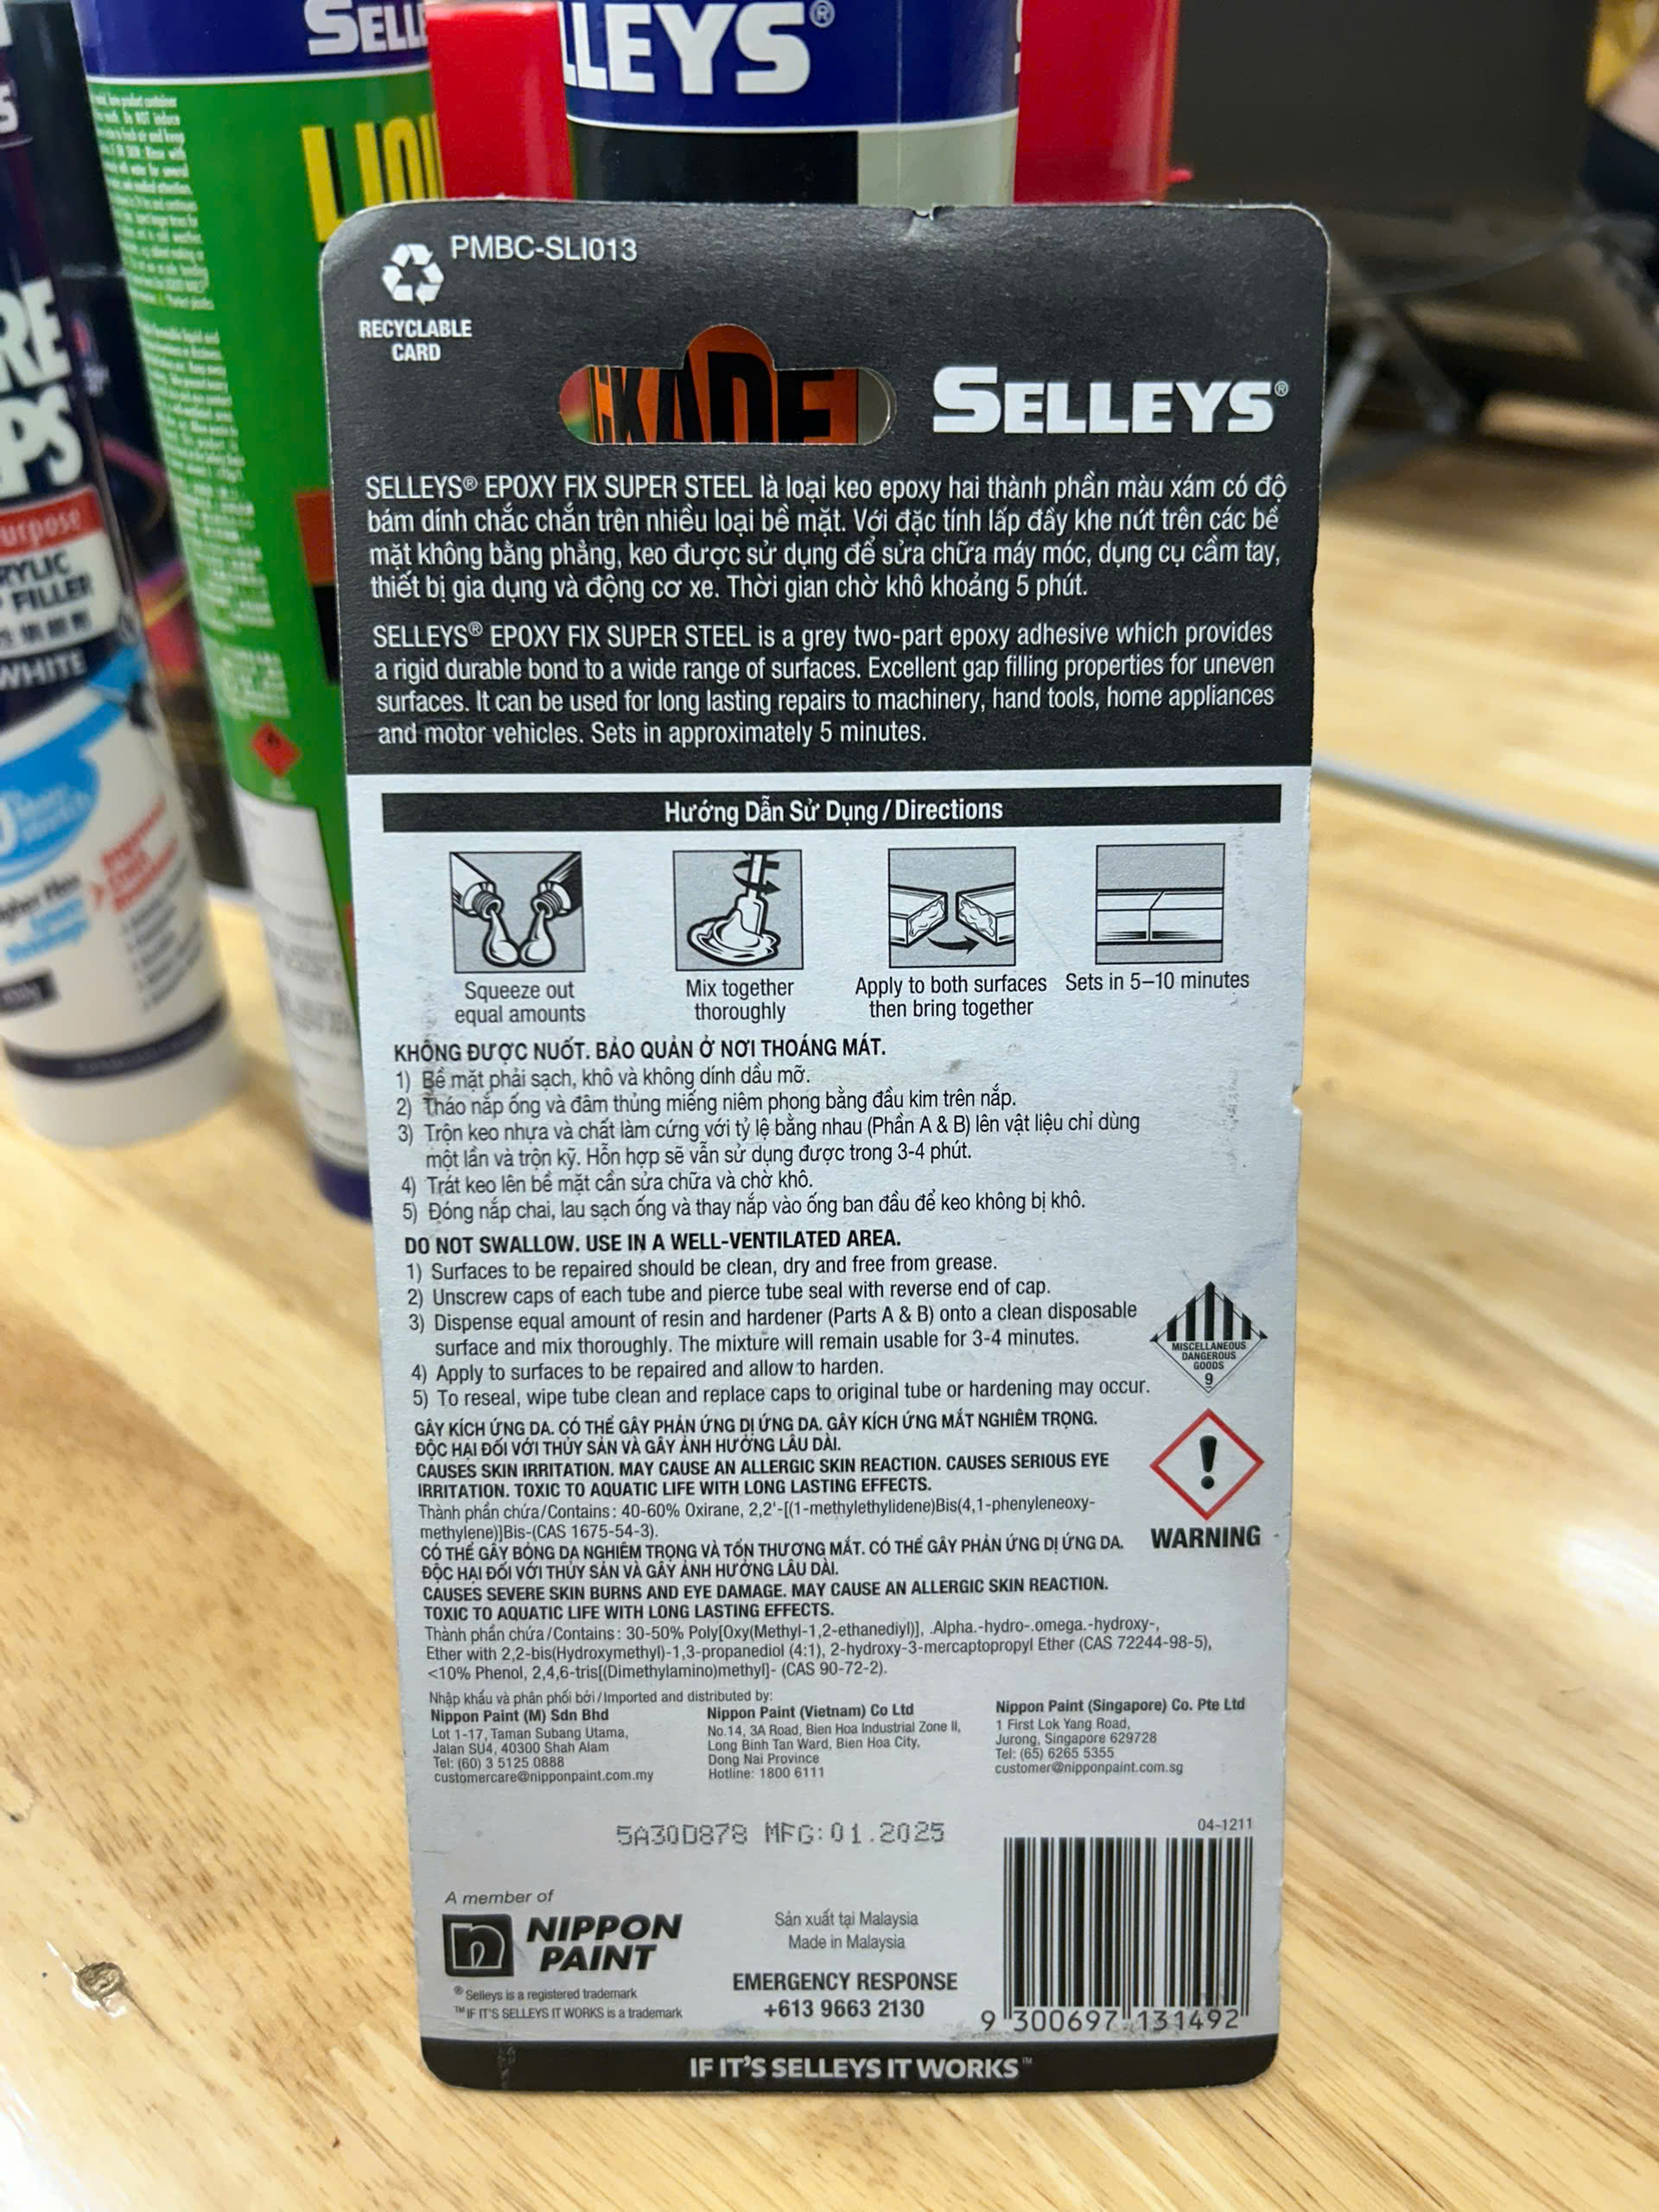 SELLEYS®
PMBC-SLI013
RECYCLABLE
CARD
SELLEYS®
SELLEYS® EPOXY FIX SUPER STEEL là loại keo epoxy hai thành phần màu xám có độ
bám dính chắc chắn trên nhiều loại bề mặt. Với đặc tính lấp đầy khe nứt trên các bề
mặt không bằng phẳng, keo được sử dụng để sửa chữa máy móc, dụng cụ cầm tay,
thiết bị gia dụng và động cơ xe. Thời gian chờ khô khoảng 5 phút.
SELLEYS® EPOXY FIX SUPER STEEL is a grey two-part epoxy adhesive which provides
a rigid durable bond to a wide range of surfaces. Excellent gap filling properties for uneven
surfaces. It can be used for long lasting repairs to machinery, hand tools, home appliances
and motor vehicles. Sets in approximately 5 minutes.
Hướng Dẫn Sử Dụng/Directions
Squeeze out
equal amounts
Mix together
thoroughly
Apply to both surfaces
then bring together
Sets in 5–10 minutes
KHÔNG ĐƯỢC NUỐT. BẢO QUẢN Ở NƠI THOÁNG MÁT.
1) Bề mặt phải sạch, khô và không dính dầu mỡ.
2) Tháo nắp ống và đâm thủng miếng niêm phong bằng đầu kim trên nắp.
3) Trộn keo nhựa và chất làm cứng với tỷ lệ bằng nhau (Phần A & B) lên vật liệu chỉ dùng
một lần và trộn kỹ. Hỗn hợp sẽ vẫn sử dụng được trong 3-4 phút.
4) Trát keo lên bề mặt cần sửa chữa và chờ khô.
5) Đóng nắp chai, lau sạch ống và thay nắp vào ống ban đầu để keo không bị khô.
DO NOT SWALLOW. USE IN A WELL-VENTILATED AREA.
1) Surfaces to be repaired should be clean, dry and free from grease.
2) Unscrew caps of each tube and pierce tube seal with reverse end of cap.
3) Dispense equal amount of resin and hardener (Parts A & B) onto a clean disposable
surface and mix thoroughly. The mixture will remain usable for 3-4 minutes.
4) Apply to surfaces to be repaired and allow to harden.
5) To reseal, wipe tube clean and replace caps to original tube or hardening may occur.
MISCELLANEOUS
DANGEROUS
GOODS
9
GÂY KÍCH ỨNG DA. CÓ THỂ GÂY PHẢN ỨNG DỊ ỨNG DA. GÂY KÍCH ỨNG MẮT NGHIÊM TRỌNG.
ĐỘC HẠI ĐỐI VỚI THỦY SẢN VÀ GÂY ẢNH HƯỞNG LÂU DÀI.
CAUSES SKIN IRRITATION. MAY CAUSE AN ALLERGIC SKIN REACTION. CAUSES SERIOUS EYE
IRRITATION. TOXIC TO AQUATIC LIFE WITH LONG LASTING EFFECTS.
Thành phần chứa/Contains: 40-60% Oxirane, 2,2'-[(1-methylethylidene)Bis(4,1-phenyleneoxy-
methylene)]Bis-(CAS 1675-54-3).
WARNING
CÓ THỂ GÂY BỎNG DA NGHIÊM TRỌNG VÀ TỔN THƯƠNG MẮT. CÓ THỂ GÂY PHẢN ỨNG DỊ ỨNG DA.
ĐỘC HẠI ĐỐI VỚI THỦY SẢN VÀ GÂY ẢNH HƯỞNG LÂU DÀI.
CAUSES SEVERE SKIN BURNS AND EYE DAMAGE. MAY CAUSE AN ALLERGIC SKIN REACTION.
TOXIC TO AQUATIC LIFE WITH LONG LASTING EFFECTS.
Thành phần chứa/Contains: 30-50% Poly[Oxy(Methyl-1,2-ethanediyl)], .Alpha.-hydro-.omega.-hydroxy-,
Ether with 2,2-bis(Hydroxymethyl)-1,3-propanediol (4:1), 2-hydroxy-3-mercaptopropyl Ether (CAS 72244-98-5),
<10% Phenol, 2,4,6-tris[(Dimethylamino)methyl]- (CAS 90-72-2).
Nhập khẩu và phân phối bởi/Imported and distributed by:
Nippon Paint (M) Sdn Bhd
Lot 1-17, Taman Subang Utama,
Jalan SU4, 40300 Shah Alam
Tel: (60) 3 5125 0888
customercare@nipponpaint.com.my
Nippon Paint (Vietnam) Co Ltd
No.14, 3A Road, Bien Hoa Industrial Zone II,
Long Binh Tan Ward, Bien Hoa City,
Dong Nai Province
Hotline: 1800 6111
Nippon Paint (Singapore) Co. Pte Ltd
1 First Lok Yang Road,
Jurong, Singapore 629728
Tel: (65) 6265 5355
customer@nipponpaint.com.sg
5A30D878 MFG:01.2025
04-1211
A member of
NIPPON
PAINT
® Selleys is a registered trademark
™ IF IT'S SELLEYS IT WORKS is a trademark
Sản xuất tại Malaysia
Made in Malaysia
EMERGENCY RESPONSE
+613 9663 2130
9 300697 131492
IF IT'S SELLEYS IT WORKS™